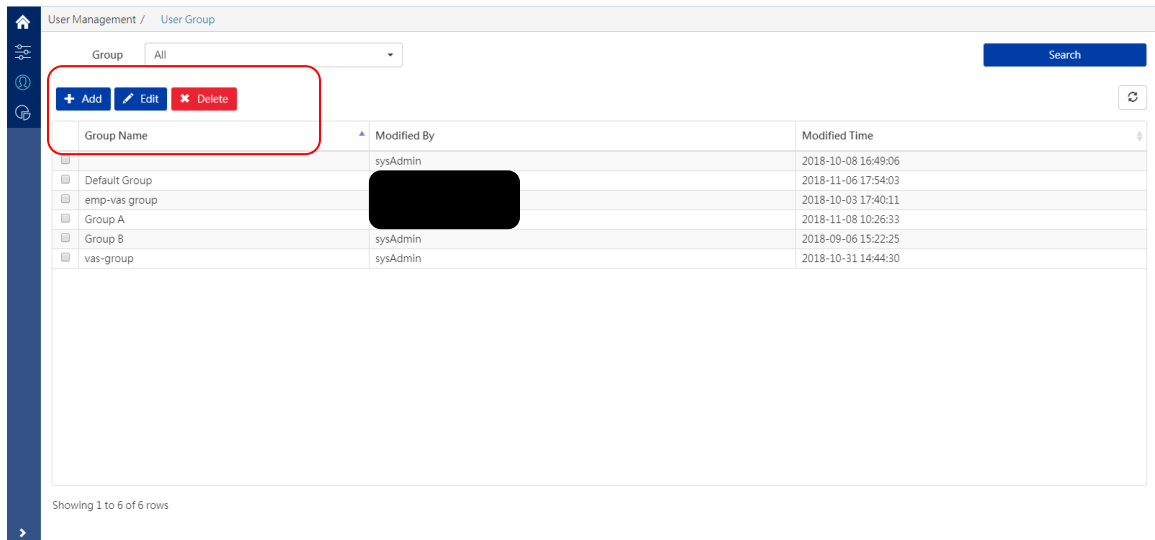 User Management / User Group
Group All
Search
Add Edit Delete
Group Name Modified By Modified Time
sysAdmin 2018-10-08 16:49:06
Default Group 2018-11-06 17:54:03
emp-vas group 2018-10-03 17:40:11
Group A 2018-11-08 10:26:33
Group B sysAdmin 2018-09-06 15:22:25
vas-group sysAdmin 2018-10-31 14:44:30
Showing 1 to 6 of 6 rows